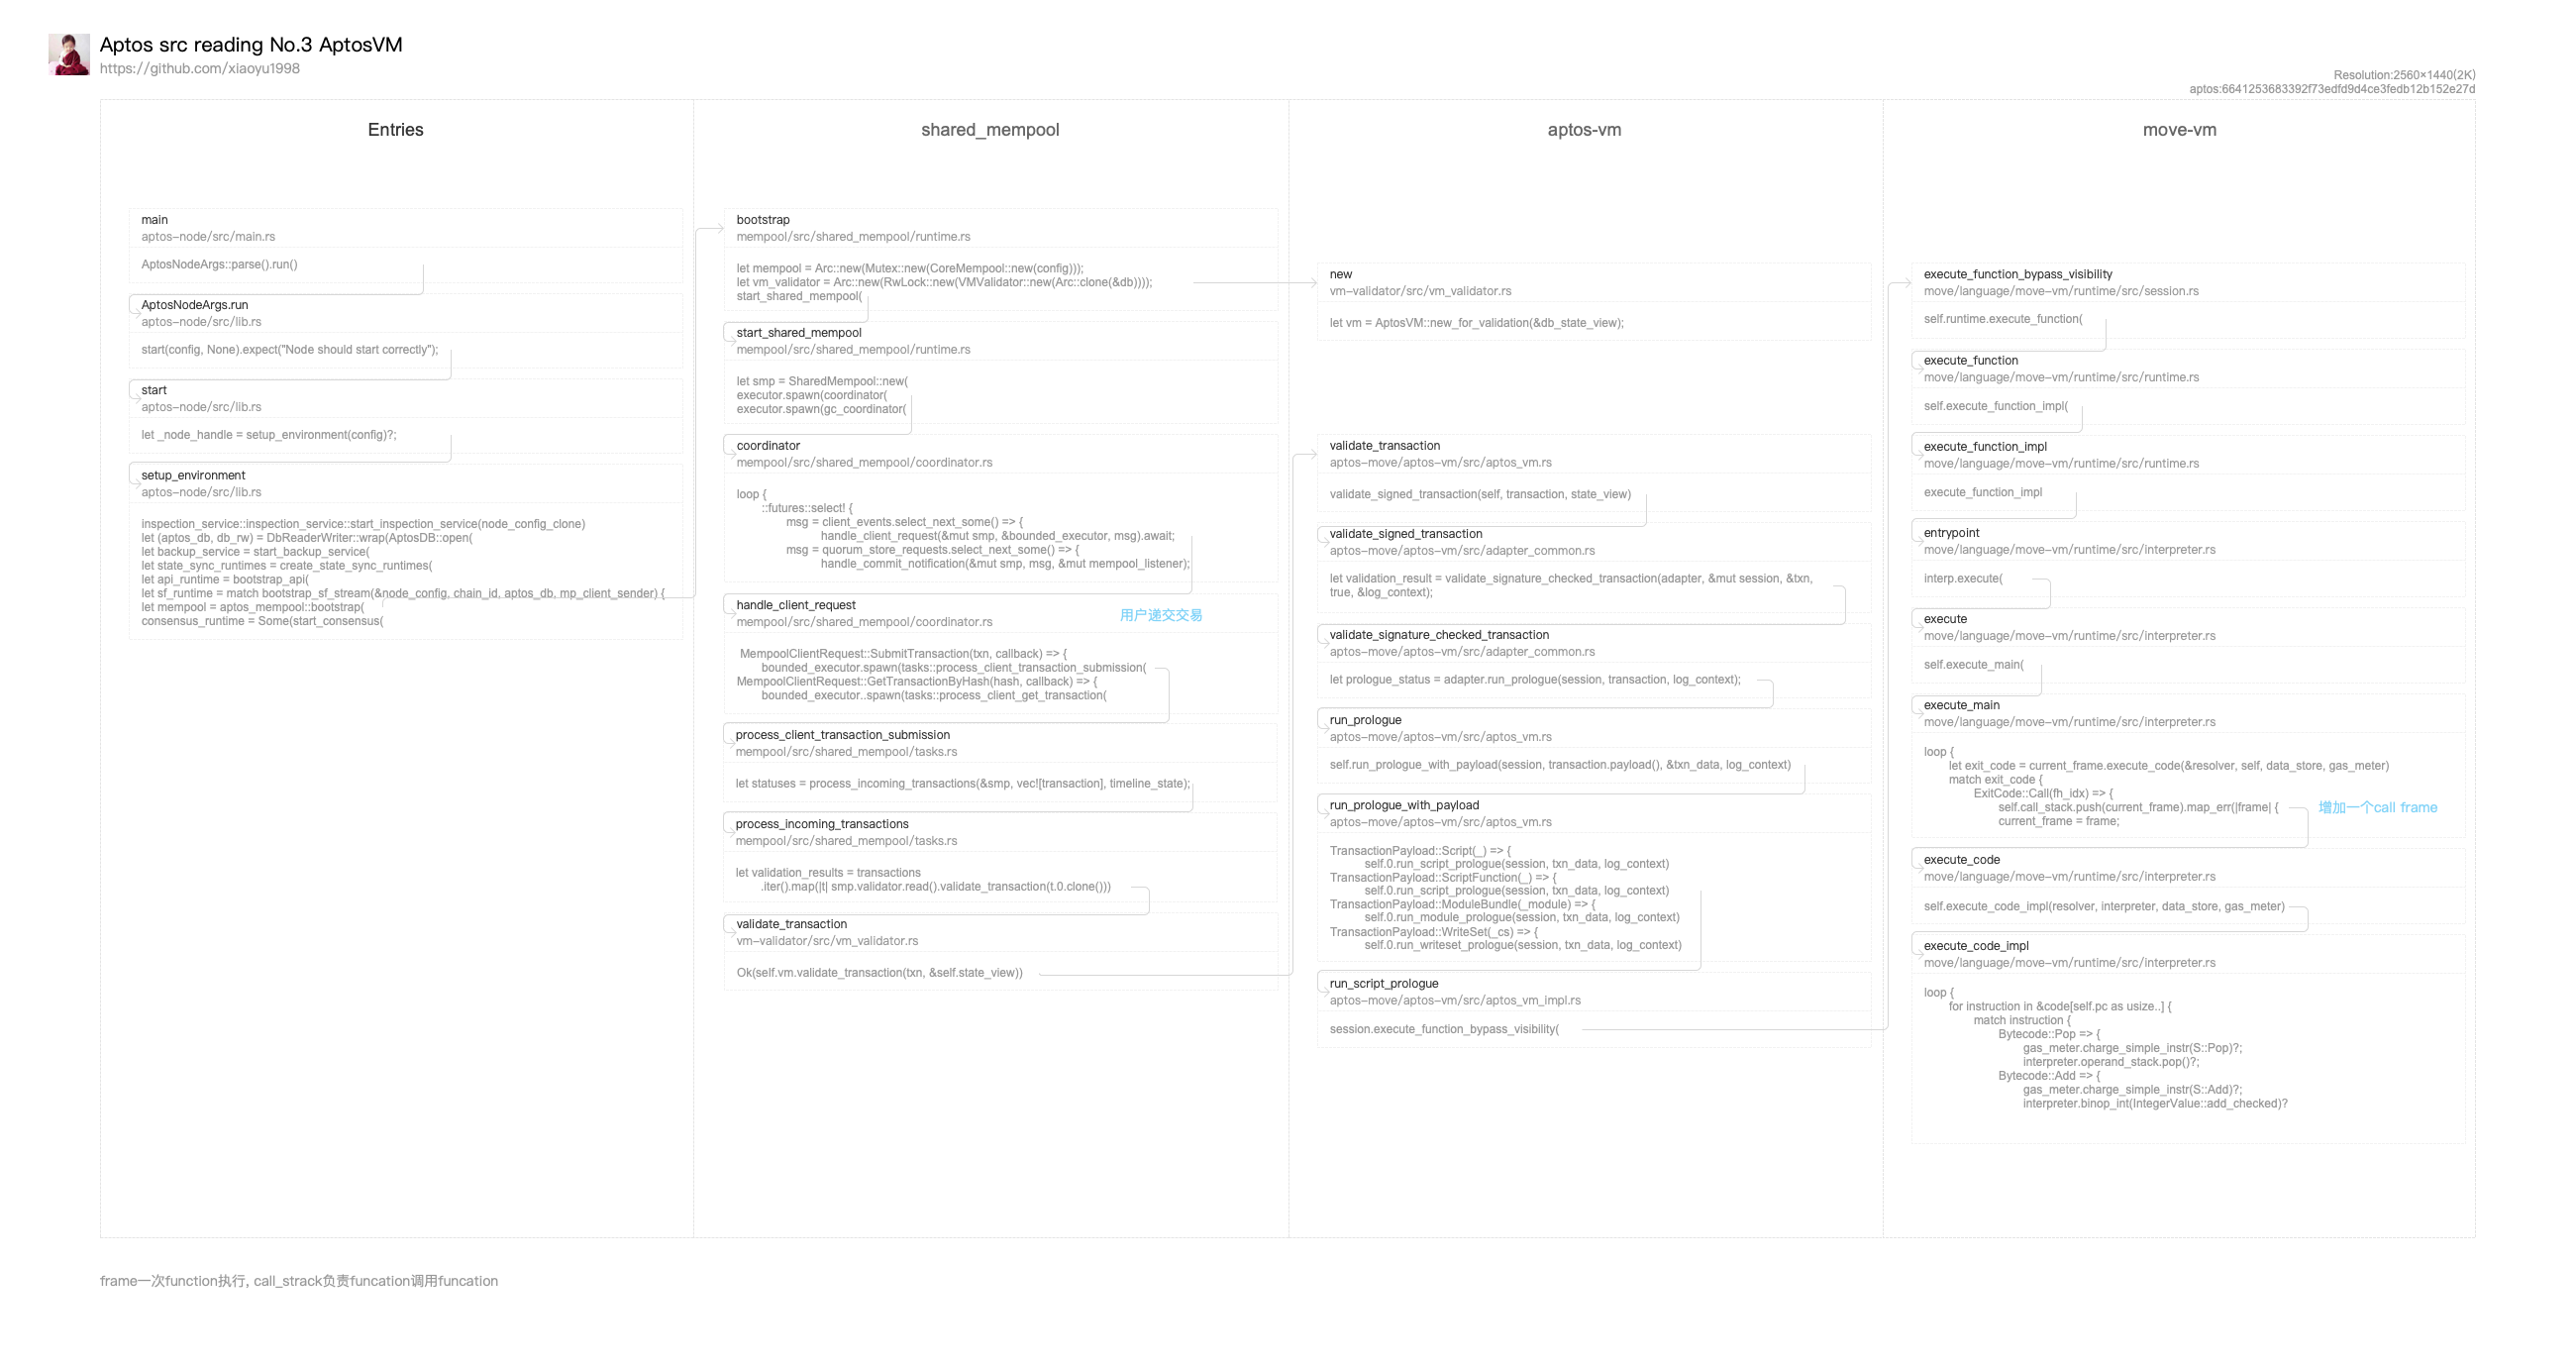 Aptos src reading No.3 AptosVM
https://github.com/xiaoyu1998
Resolution:2560×1440(2K)
aptos:6641253683392f73edfd9d4ce3fedb12b152e27d
Entries
main
aptos-node/src/main.rs
AptosNodeArgs::parse().run()
AptosNodeArgs.run
aptos-node/src/lib.rs
start(config, None).expect("Node should start correctly");
start
aptos-node/src/lib.rs
let _node_handle = setup_environment(config)?;
setup_environment
aptos-node/src/lib.rs
inspection_service::inspection_service::start_inspection_service(node_config_clone)
let (aptos_db, db_rw) = DbReaderWriter::wrap(AptosDB::open(
let backup_service = start_backup_service(
let state_sync_runtimes = create_state_sync_runtimes(
let api_runtime = bootstrap_api(
let sf_runtime = match bootstrap_sf_stream(&node_config, chain_id, aptos_db, mp_client_sender) {
let mempool = aptos_mempool::bootstrap(
consensus_runtime = Some(start_consensus(
shared_mempool
bootstrap
mempool/src/shared_mempool/runtime.rs
let mempool = Arc::new(Mutex::new(CoreMempool::new(config)));
let vm_validator = Arc::new(RwLock::new(VMValidator::new(Arc::clone(&db))));
start_shared_mempool(
start_shared_mempool
mempool/src/shared_mempool/runtime.rs
let smp = SharedMempool::new(
executor.spawn(coordinator(
executor.spawn(gc_coordinator(
coordinator
mempool/src/shared_mempool/coordinator.rs
loop {
::futures::select! {
msg = client_events.select_next_some() => {
handle_client_request(&mut smp, &bounded_executor, msg).await;
msg = quorum_store_requests.select_next_some() => {
handle_commit_notification(&mut smp, msg, &mut mempool_listener);
handle_client_request
mempool/src/shared_mempool/coordinator.rs
用户递交交易
MempoolClientRequest::SubmitTransaction(txn, callback) => {
bounded_executor.spawn(tasks::process_client_transaction_submission(
MempoolClientRequest::GetTransactionByHash(hash, callback) => {
bounded_executor..spawn(tasks::process_client_get_transaction(
process_client_transaction_submission
mempool/src/shared_mempool/tasks.rs
let statuses = process_incoming_transactions(&smp, vec![transaction], timeline_state);
process_incoming_transactions
mempool/src/shared_mempool/tasks.rs
let validation_results = transactions
.iter().map(|t| smp.validator.read().validate_transaction(t.0.clone()))
validate_transaction
vm-validator/src/vm_validator.rs
Ok(self.vm.validate_transaction(txn, &self.state_view))
aptos-vm
new
vm-validator/src/vm_validator.rs
let vm = AptosVM::new_for_validation(&db_state_view);
validate_transaction
aptos-move/aptos-vm/src/aptos_vm.rs
validate_signed_transaction(self, transaction, state_view)
validate_signed_transaction
aptos-move/aptos-vm/src/adapter_common.rs
let validation_result = validate_signature_checked_transaction(adapter, &mut session, &txn,
true, &log_context);
validate_signature_checked_transaction
aptos-move/aptos-vm/src/adapter_common.rs
let prologue_status = adapter.run_prologue(session, transaction, log_context);
run_prologue
aptos-move/aptos-vm/src/aptos_vm.rs
self.run_prologue_with_payload(session, transaction.payload(), &txn_data, log_context)
run_prologue_with_payload
aptos-move/aptos-vm/src/aptos_vm.rs
TransactionPayload::Script(_) => {
self.0.run_script_prologue(session, txn_data, log_context)
TransactionPayload::ScriptFunction(_) => {
self.0.run_script_prologue(session, txn_data, log_context)
TransactionPayload::ModuleBundle(_module) => {
self.0.run_module_prologue(session, txn_data, log_context)
TransactionPayload::WriteSet(_cs) => {
self.0.run_writeset_prologue(session, txn_data, log_context)
run_script_prologue
aptos-move/aptos-vm/src/aptos_vm_impl.rs
session.execute_function_bypass_visibility(
move-vm
execute_function_bypass_visibility
move/language/move-vm/runtime/src/session.rs
self.runtime.execute_function(
execute_function
move/language/move-vm/runtime/src/runtime.rs
self.execute_function_impl(
execute_function_impl
move/language/move-vm/runtime/src/runtime.rs
execute_function_impl
entrypoint
move/language/move-vm/runtime/src/interpreter.rs
interp.execute(
execute
move/language/move-vm/runtime/src/interpreter.rs
self.execute_main(
execute_main
move/language/move-vm/runtime/src/interpreter.rs
loop {
let exit_code = current_frame.execute_code(&resolver, self, data_store, gas_meter)
match exit_code {
ExitCode::Call(fh_idx) => {
self.call_stack.push(current_frame).map_err(|frame| {
current_frame = frame;
增加一个call frame
execute_code
move/language/move-vm/runtime/src/interpreter.rs
self.execute_code_impl(resolver, interpreter, data_store, gas_meter)
execute_code_impl
move/language/move-vm/runtime/src/interpreter.rs
loop {
for instruction in &code[self.pc as usize..] {
match instruction {
Bytecode::Pop => {
gas_meter.charge_simple_instr(S::Pop)?;
interpreter.operand_stack.pop()?;
Bytecode::Add => {
gas_meter.charge_simple_instr(S::Add)?;
interpreter.binop_int(IntegerValue::add_checked)?
frame一次function执行, call_strack负责funcation调用funcation